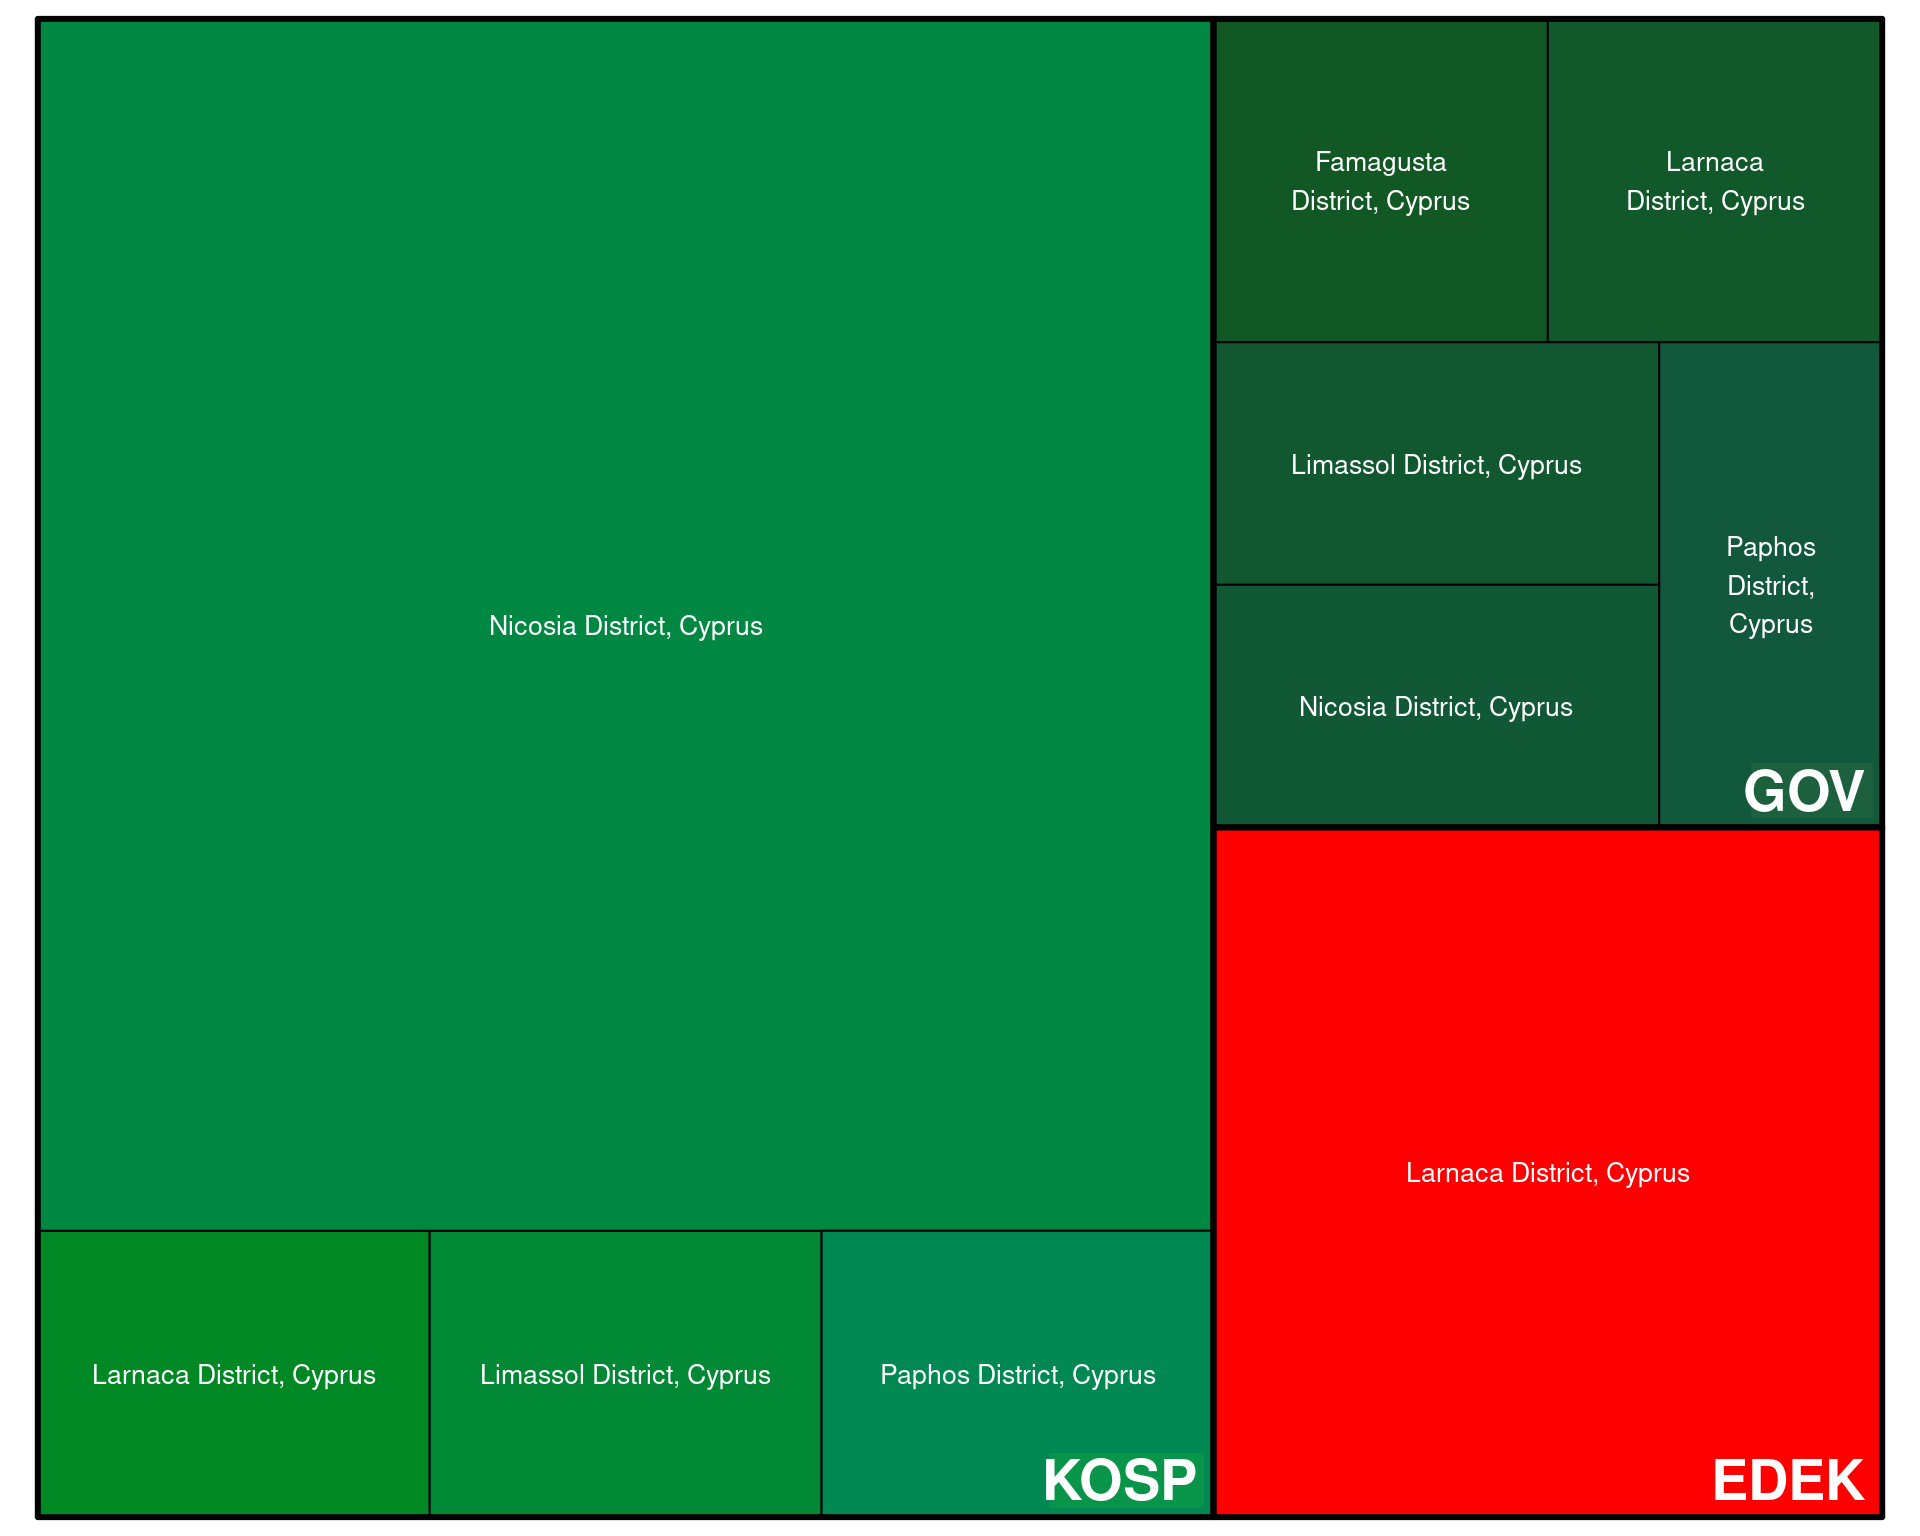 Nicosia District, Cyprus
Larnaca District, Cyprus
Limassol District, Cyprus
Paphos District, Cyprus
KOSP
Famagusta
District, Cyprus
Larnaca
District, Cyprus
Limassol District, Cyprus
Nicosia District, Cyprus
Paphos
District,
Cyprus
GOV
Larnaca District, Cyprus
EDEK